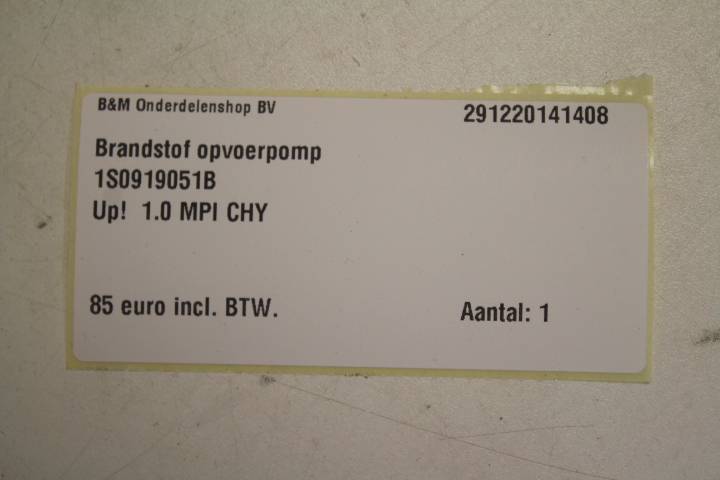 B&M Onderdelenshop BV
291220141408
Brandstof opvoerpomp
1S0919051B
Up! 1.0 MPI CHY
85 euro incl. BTW.
Aantal: 1